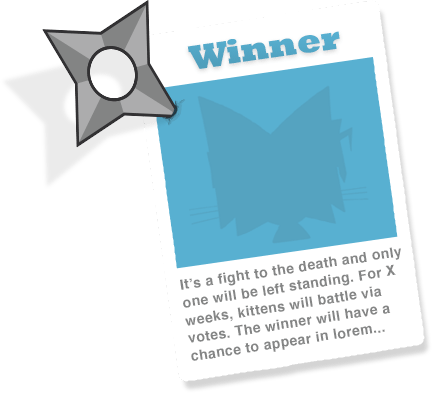 Winner
It's a fight to the death and only
one will be left standing. For X
weeks, kittens will battle via
votes. The winner will have a
chance to appear in lorem...